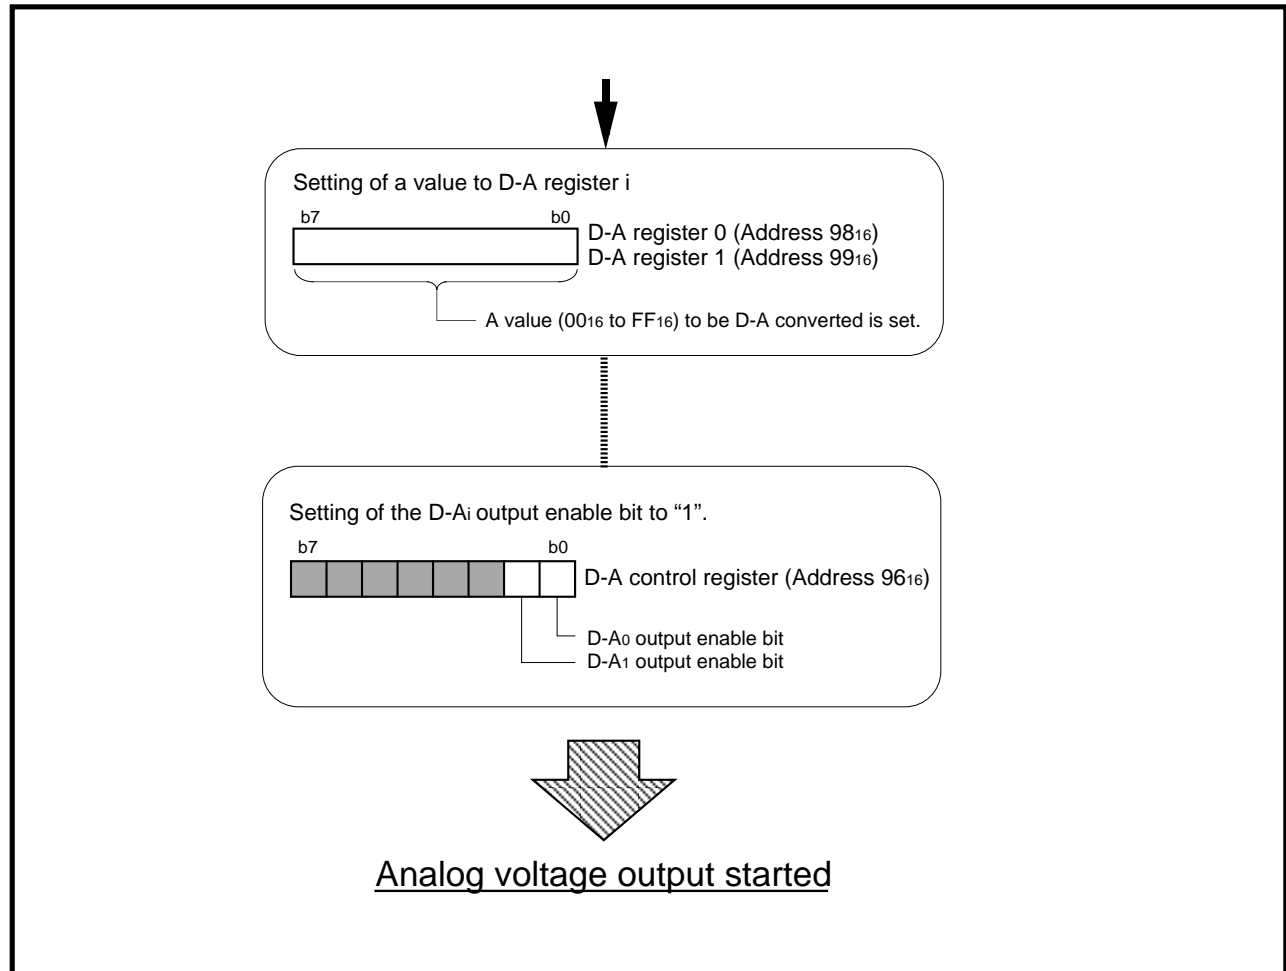 Setting of a value to D-A register i
b7 b0
D-A register 0 (Address 98₁₆)
D-A register 1 (Address 99₁₆)
A value (00₁₆ to FF₁₆) to be D-A converted is set.
Setting of the D-Aᵢ output enable bit to “1”.
b7 b0
D-A control register (Address 96₁₆)
D-A₀ output enable bit
D-A₁ output enable bit
Analog voltage output started